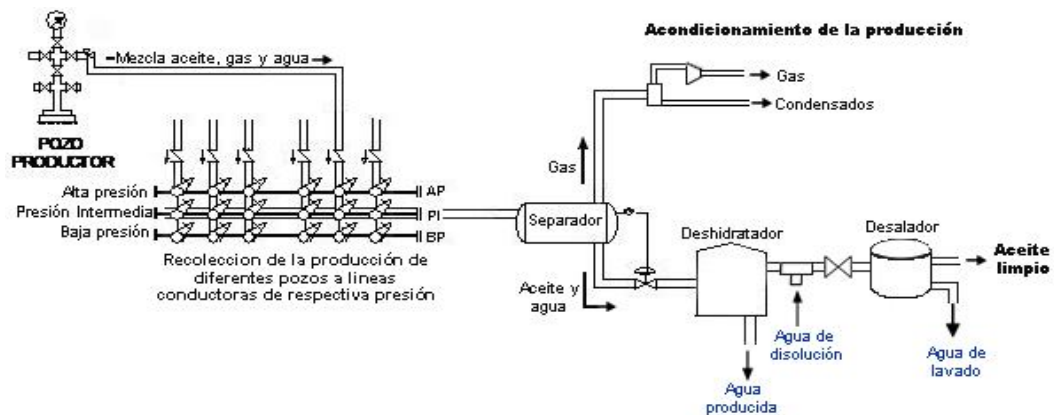 Acondicionamiento de la producción
Mezcla aceite, gas y agua
POZO
PRODUCTOR
Gas
Condensados
Gas
Alta presión
AP
Presión Intermedia
PI
Baja presión
BP
Separador
Recoleccion de la producción de
diferentes pozos a lineas
conductoras de respectiva presión
Deshidratador
Desalador
Aceite
limpio
Aceite y
agua
Agua de
disolución
Agua de
lavado
Agua
producida